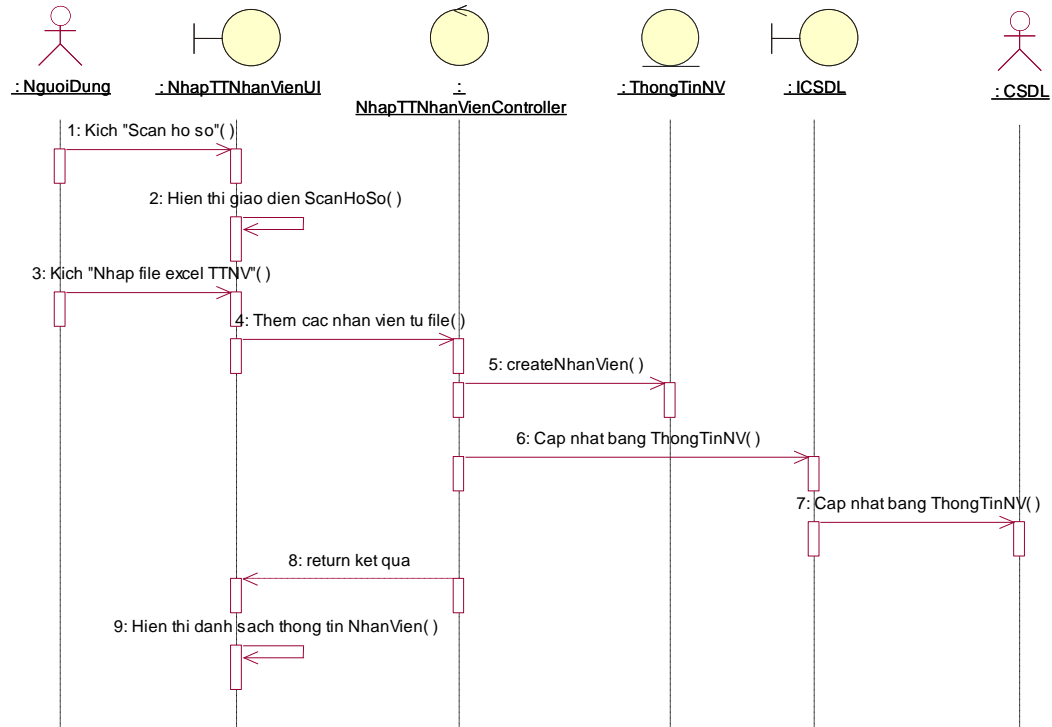 : NguoiDung
: NhapTTNhanVienUI
:
NhapTTNhanVienController
: ThongTinNV
: ICSDL
: CSDL
1: Kich "Scan ho so"( )
2: Hien thi giao dien ScanHoSo( )
3: Kich "Nhap file excel TTNV"( )
4: Them cac nhan vien tu file( )
5: createNhanVien( )
6: Cap nhat bang ThongTinNV( )
7: Cap nhat bang ThongTinNV( )
8: return ket qua
9: Hien thi danh sach thong tin NhanVien( )